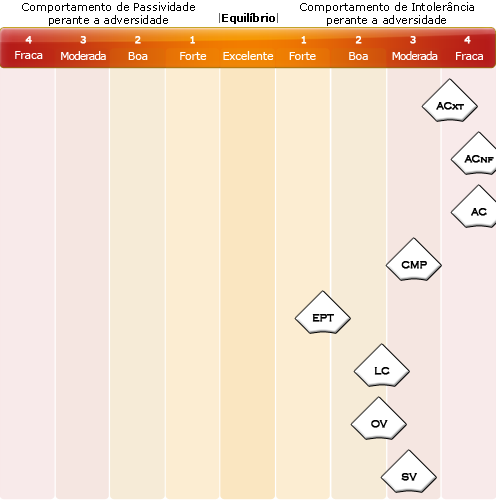 Comportamento de Passividade
perante a adversidade
|Equilíbrio|
Comportamento de Intolerância
perante a adversidade
4 3 2 1 1 2 3 4
Fraca Moderada Boa Forte Excelente Forte Boa Moderada Fraca
ACXT
ACNF
AC
CMP
EPT
LC
OV
SV